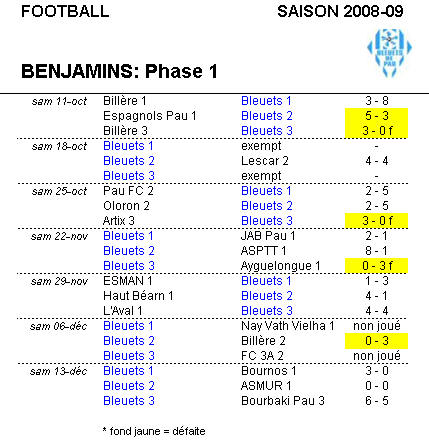 FOOTBALL SAISON 2008-09
BLEUETS
DE
PAU
BENJAMINS: Phase 1
sam 11-oct Billère 1 Bleuets 1 3 - 8
Espagnols Pau 1 Bleuets 2 5 - 3
Billère 3 Bleuets 3 3 - 0 f
sam 18-oct Bleuets 1 exempt -
Bleuets 2 Lescar 2 4 - 4
Bleuets 3 exempt -
sam 25-oct Pau FC 2 Bleuets 1 2 - 5
Oloron 2 Bleuets 2 2 - 5
Artix 3 Bleuets 3 3 - 0 f
sam 22-nov Bleuets 1 JAB Pau 1 2 - 1
Bleuets 2 ASPTT 1 8 - 1
Bleuets 3 Ayguelongue 1 0 - 3 f
sam 29-nov ESMAN 1 Bleuets 1 1 - 3
Haut Béarn 1 Bleuets 2 4 - 1
L'Aval 1 Bleuets 3 4 - 4
sam 06-déc Bleuets 1 Nay Vath Vielha 1 non joué
Bleuets 2 Billère 2 0 - 3
Bleuets 3 FC 3A 2 non joué
sam 13-déc Bleuets 1 Bournos 1 3 - 0
Bleuets 2 ASMUR 1 0 - 0
Bleuets 3 Bourbaki Pau 3 6 - 5
* fond jaune = défaite